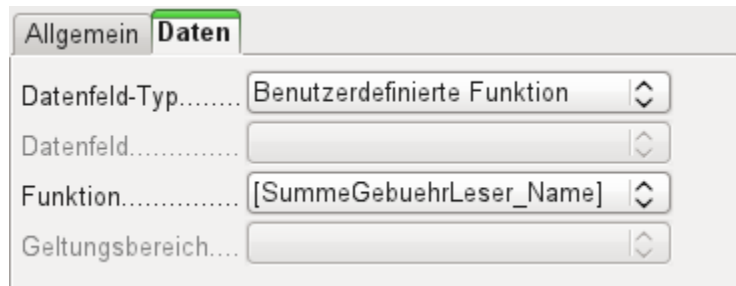 Allgemein Daten
Datenfeld-Typ........ Benutzerdefinierte Funktion
Datenfeld..............
Funktion............... [SummeGebuehrLeser_Name]
Geltungsbereich....